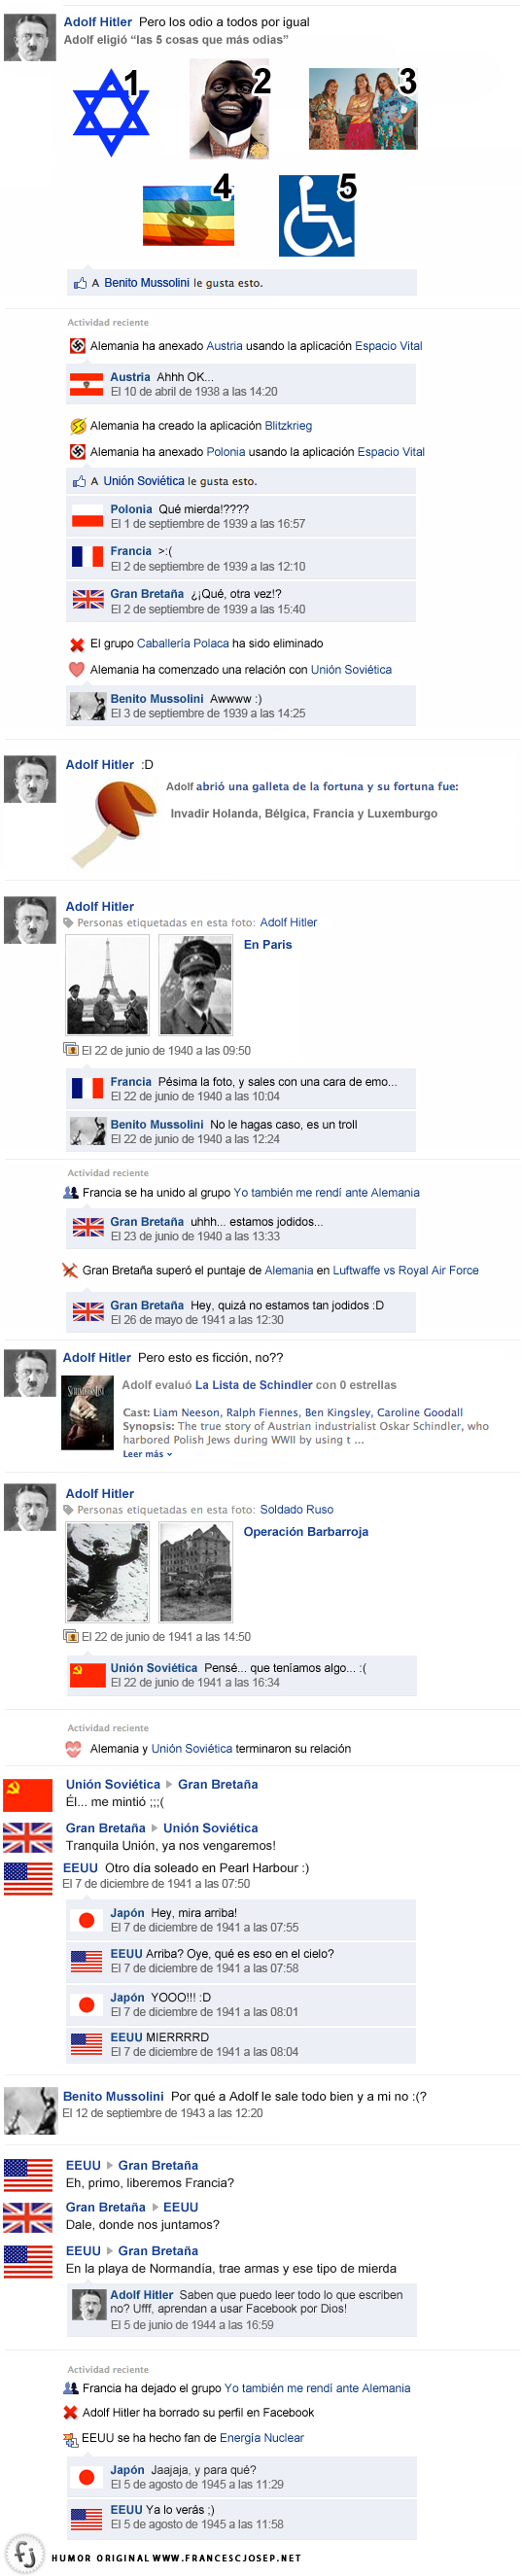 Adolf Hitler Pero los odio a todos por igual
Adolf eligió "las 5 cosas que más odias"
1
2
3
4
5
A Benito Mussolini le gusta esto.
Actividad reciente
Alemania ha anexado Austria usando la aplicación Espacio Vital
Austria Ahhh OK...
El 10 de abril de 1938 a las 14:20
Alemania ha creado la aplicación Blitzkrieg
Alemania ha anexado Polonia usando la aplicación Espacio Vital
A Unión Soviética le gusta esto.
Polonia Qué mierda!????
El 1 de septiembre de 1939 a las 16:57
Francia >:(
El 2 de septiembre de 1939 a las 12:10
Gran Bretaña ¿¡Qué, otra vez!?
El 2 de septiembre de 1939 a las 15:40
El grupo Caballería Polaca ha sido eliminado
Alemania ha comenzado una relación con Unión Soviética
Benito Mussolini Awwww :)
El 3 de septiembre de 1939 a las 14:25
Adolf Hitler :D
Adolf abrió una galleta de la fortuna y su fortuna fue:
Invadir Holanda, Bélgica, Francia y Luxemburgo
Adolf Hitler
Personas etiquetadas en esta foto: Adolf Hitler
En Paris
El 22 de junio de 1940 a las 09:50
Francia Pésima la foto, y sales con una cara de emo...
El 22 de junio de 1940 a las 10:04
Benito Mussolini No le hagas caso, es un troll
El 22 de junio de 1940 a las 12:24
Actividad reciente
Francia se ha unido al grupo Yo también me rendí ante Alemania
Gran Bretaña uhhh... estamos jodidos...
El 23 de junio de 1940 a las 13:33
Gran Bretaña superó el puntaje de Alemania en Luftwaffe vs Royal Air Force
Gran Bretaña Hey, quizá no estamos tan jodidos :D
El 26 de mayo de 1941 a las 12:30
Adolf Hitler Pero esto es ficción, no??
Adolf evaluó La Lista de Schindler con 0 estrellas
Cast: Liam Neeson, Ralph Fiennes, Ben Kingsley, Caroline Goodall
Synopsis: The true story of Austrian industrialist Oskar Schindler, who
harbored Polish Jews during WWII by using t ...
Leer más
Adolf Hitler
Personas etiquetadas en esta foto: Soldado Ruso
Operación Barbarroja
El 22 de junio de 1941 a las 14:50
Unión Soviética Pensé... que teníamos algo... :(
El 22 de junio de 1941 a las 16:34
Actividad reciente
Alemania y Unión Soviética terminaron su relación
Unión Soviética Gran Bretaña
Él... me mintió ;;;(
Gran Bretaña Unión Soviética
Tranquila Unión, ya nos vengaremos!
EEUU Otro día soleado en Pearl Harbour :)
El 7 de diciembre de 1941 a las 07:50
Japón Hey, mira arriba!
El 7 de diciembre de 1941 a las 07:55
EEUU Arriba? Oye, qué es eso en el cielo?
El 7 de diciembre de 1941 a las 07:58
Japón YOOO!!! :D
El 7 de diciembre de 1941 a las 08:01
EEUU MIERRRRD
El 7 de diciembre de 1941 a las 08:04
Benito Mussolini Por qué a Adolf le sale todo bien y a mi no :(?
El 12 de septiembre de 1943 a las 12:20
EEUU Gran Bretaña
Eh, primo, liberemos Francia?
Gran Bretaña EEUU
Dale, donde nos juntamos?
EEUU Gran Bretaña
En la playa de Normandía, trae armas y ese tipo de mierda
Adolf Hitler Saben que puedo leer todo lo que escriben
no? Ufff, aprendan a usar Facebook por Dios!
El 5 de junio de 1944 a las 16:59
Actividad reciente
Francia ha dejado el grupo Yo también me rendí ante Alemania
Adolf Hitler ha borrado su perfil en Facebook
EEUU se ha hecho fan de Energía Nuclear
Japón Jaajaja, y para qué?
El 5 de agosto de 1945 a las 11:29
EEUU Ya lo verás ;)
El 5 de agosto de 1945 a las 11:58
fj HUMOR ORIGINAL WWW.FRANCESCJOSEP.NET